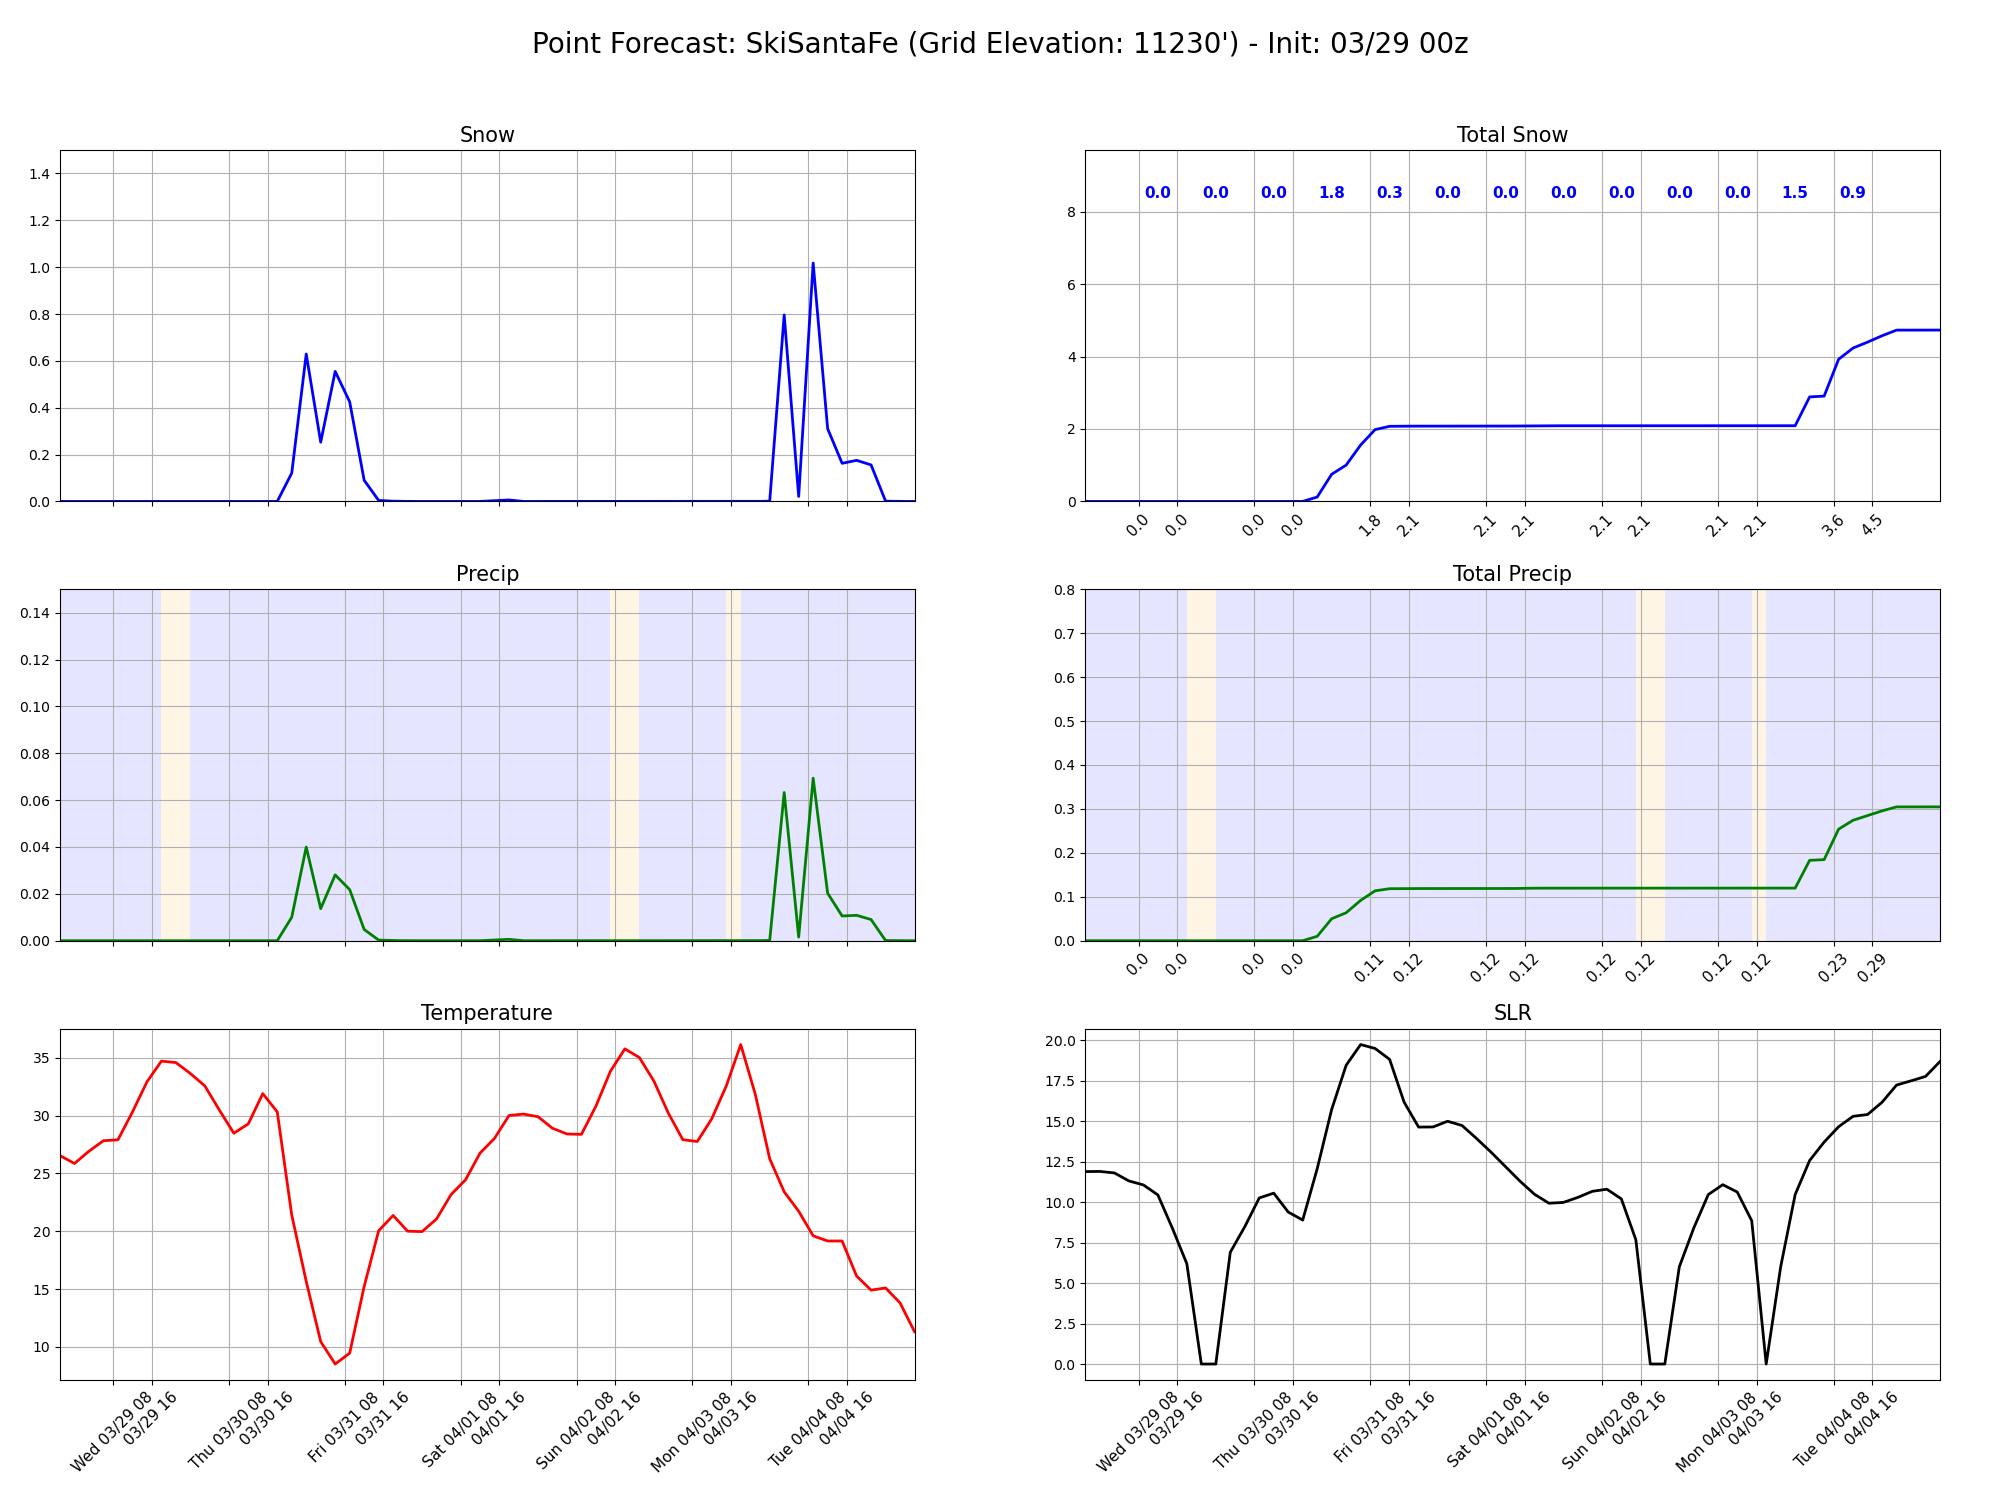 Point Forecast: SkiSantaFe (Grid Elevation: 11230') - Init: 03/29 00z
Snow
1.4
1.2
1.0
0.8
0.6
0.4
0.2
0.0
Total Snow
0.0 0.0 0.0 1.8 0.3 0.0 0.0 0.0 0.0 0.0 0.0 1.5 0.9
8
6
4
2
0
0.0 0.0 0.0 0.0 1.8 2.1 2.1 2.1 2.1 2.1 2.1 2.1 3.6 4.5
Precip
0.14
0.12
0.10
0.08
0.06
0.04
0.02
0.00
Total Precip
0.8
0.7
0.6
0.5
0.4
0.3
0.2
0.1
0.0
0.0 0.0 0.0 0.0 0.11 0.12 0.12 0.12 0.12 0.12 0.12 0.12 0.23 0.29
Temperature
35
30
25
20
15
10
Wed 03/29 08
03/29 16
Thu 03/30 08
03/30 16
Fri 03/31 08
03/31 16
Sat 04/01 08
04/01 16
Sun 04/02 08
04/02 16
Mon 04/03 08
04/03 16
Tue 04/04 08
04/04 16
SLR
20.0
17.5
15.0
12.5
10.0
7.5
5.0
2.5
0.0
Wed 03/29 08
03/29 16
Thu 03/30 08
03/30 16
Fri 03/31 08
03/31 16
Sat 04/01 08
04/01 16
Sun 04/02 08
04/02 16
Mon 04/03 08
04/03 16
Tue 04/04 08
04/04 16